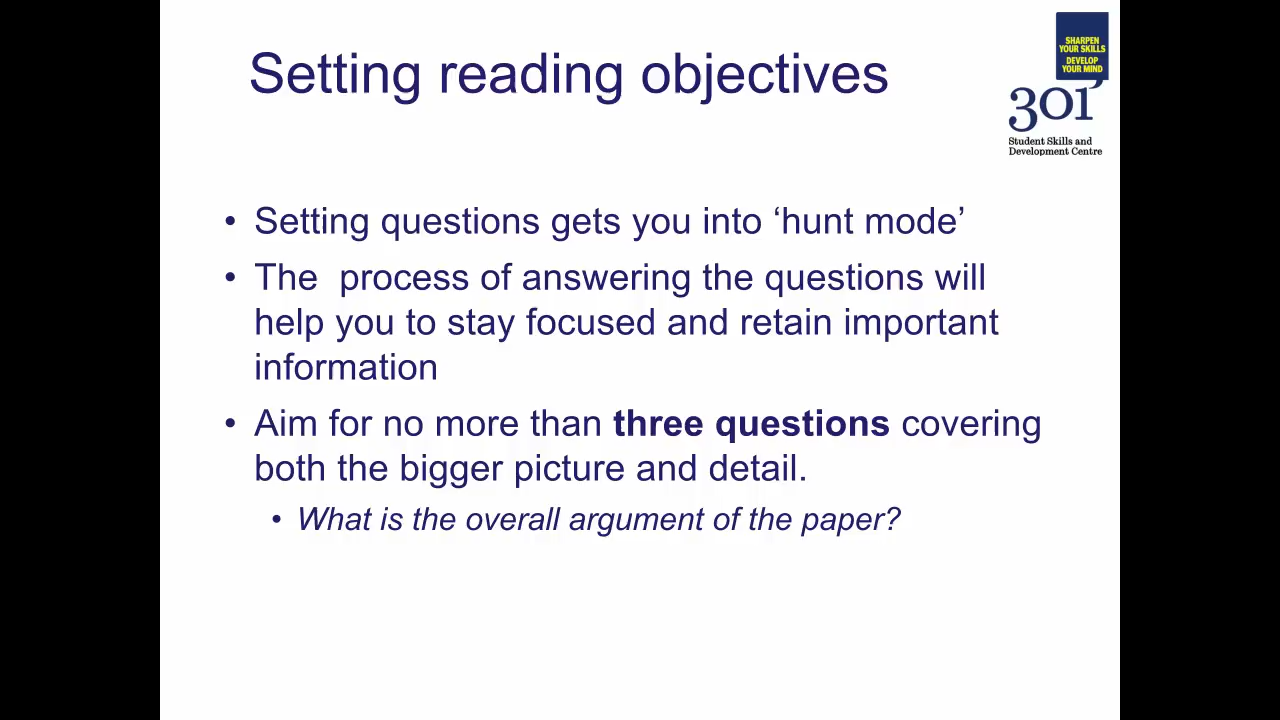 Setting reading objectives
SHARPEN
YOUR SKILLS
DEVELOP
YOUR MIND
301
Student Skills and
Development Centre
• Setting questions gets you into ‘hunt mode’
• The  process of answering the questions will
help you to stay focused and retain important
information
• Aim for no more than three questions covering
both the bigger picture and detail.
• What is the overall argument of the paper?